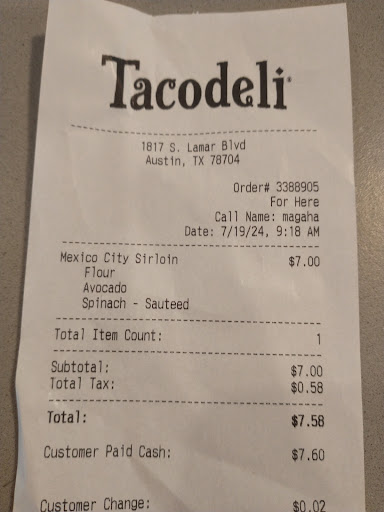 Tacodeli
1817 S. Lamar Blvd
Austin, TX 78704
Order# 3388905
For Here
Call Name: magaha
Date: 7/19/24, 9:18 AM
Mexico City Sirloin $7.00
Flour
Avocado
Spinach - Sauteed
Total Item Count: 1
Subtotal: $7.00
Total Tax: $0.58
Total: $7.58
Customer Paid Cash: $7.60
Customer Change: $0.02